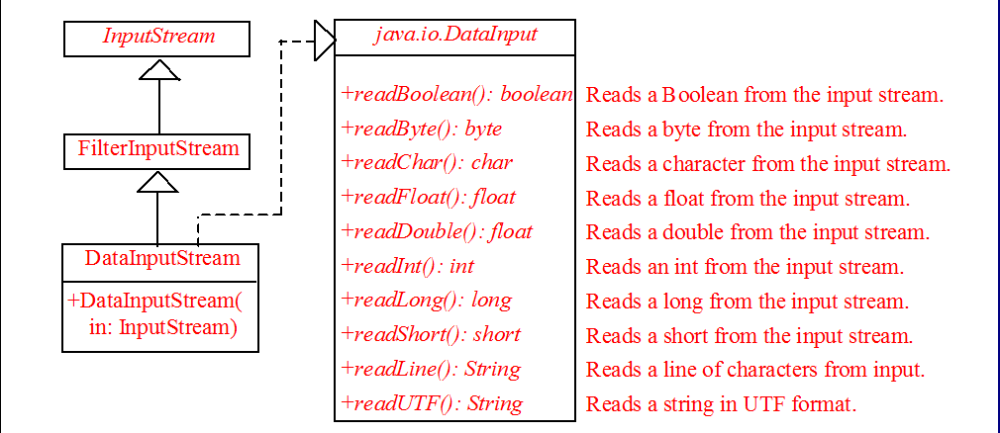 InputStream
FilterInputStream
DataInputStream
+DataInputStream(
in: InputStream)
java.io.DataInput
+readBoolean(): boolean Reads a Boolean from the input stream.
+readByte(): byte Reads a byte from the input stream.
+readChar(): char Reads a character from the input stream.
+readFloat(): float Reads a float from the input stream.
+readDouble(): float Reads a double from the input stream.
+readInt(): int Reads an int from the input stream.
+readLong(): long Reads a long from the input stream.
+readShort(): short Reads a short from the input stream.
+readLine(): String Reads a line of characters from input.
+readUTF(): String Reads a string in UTF format.